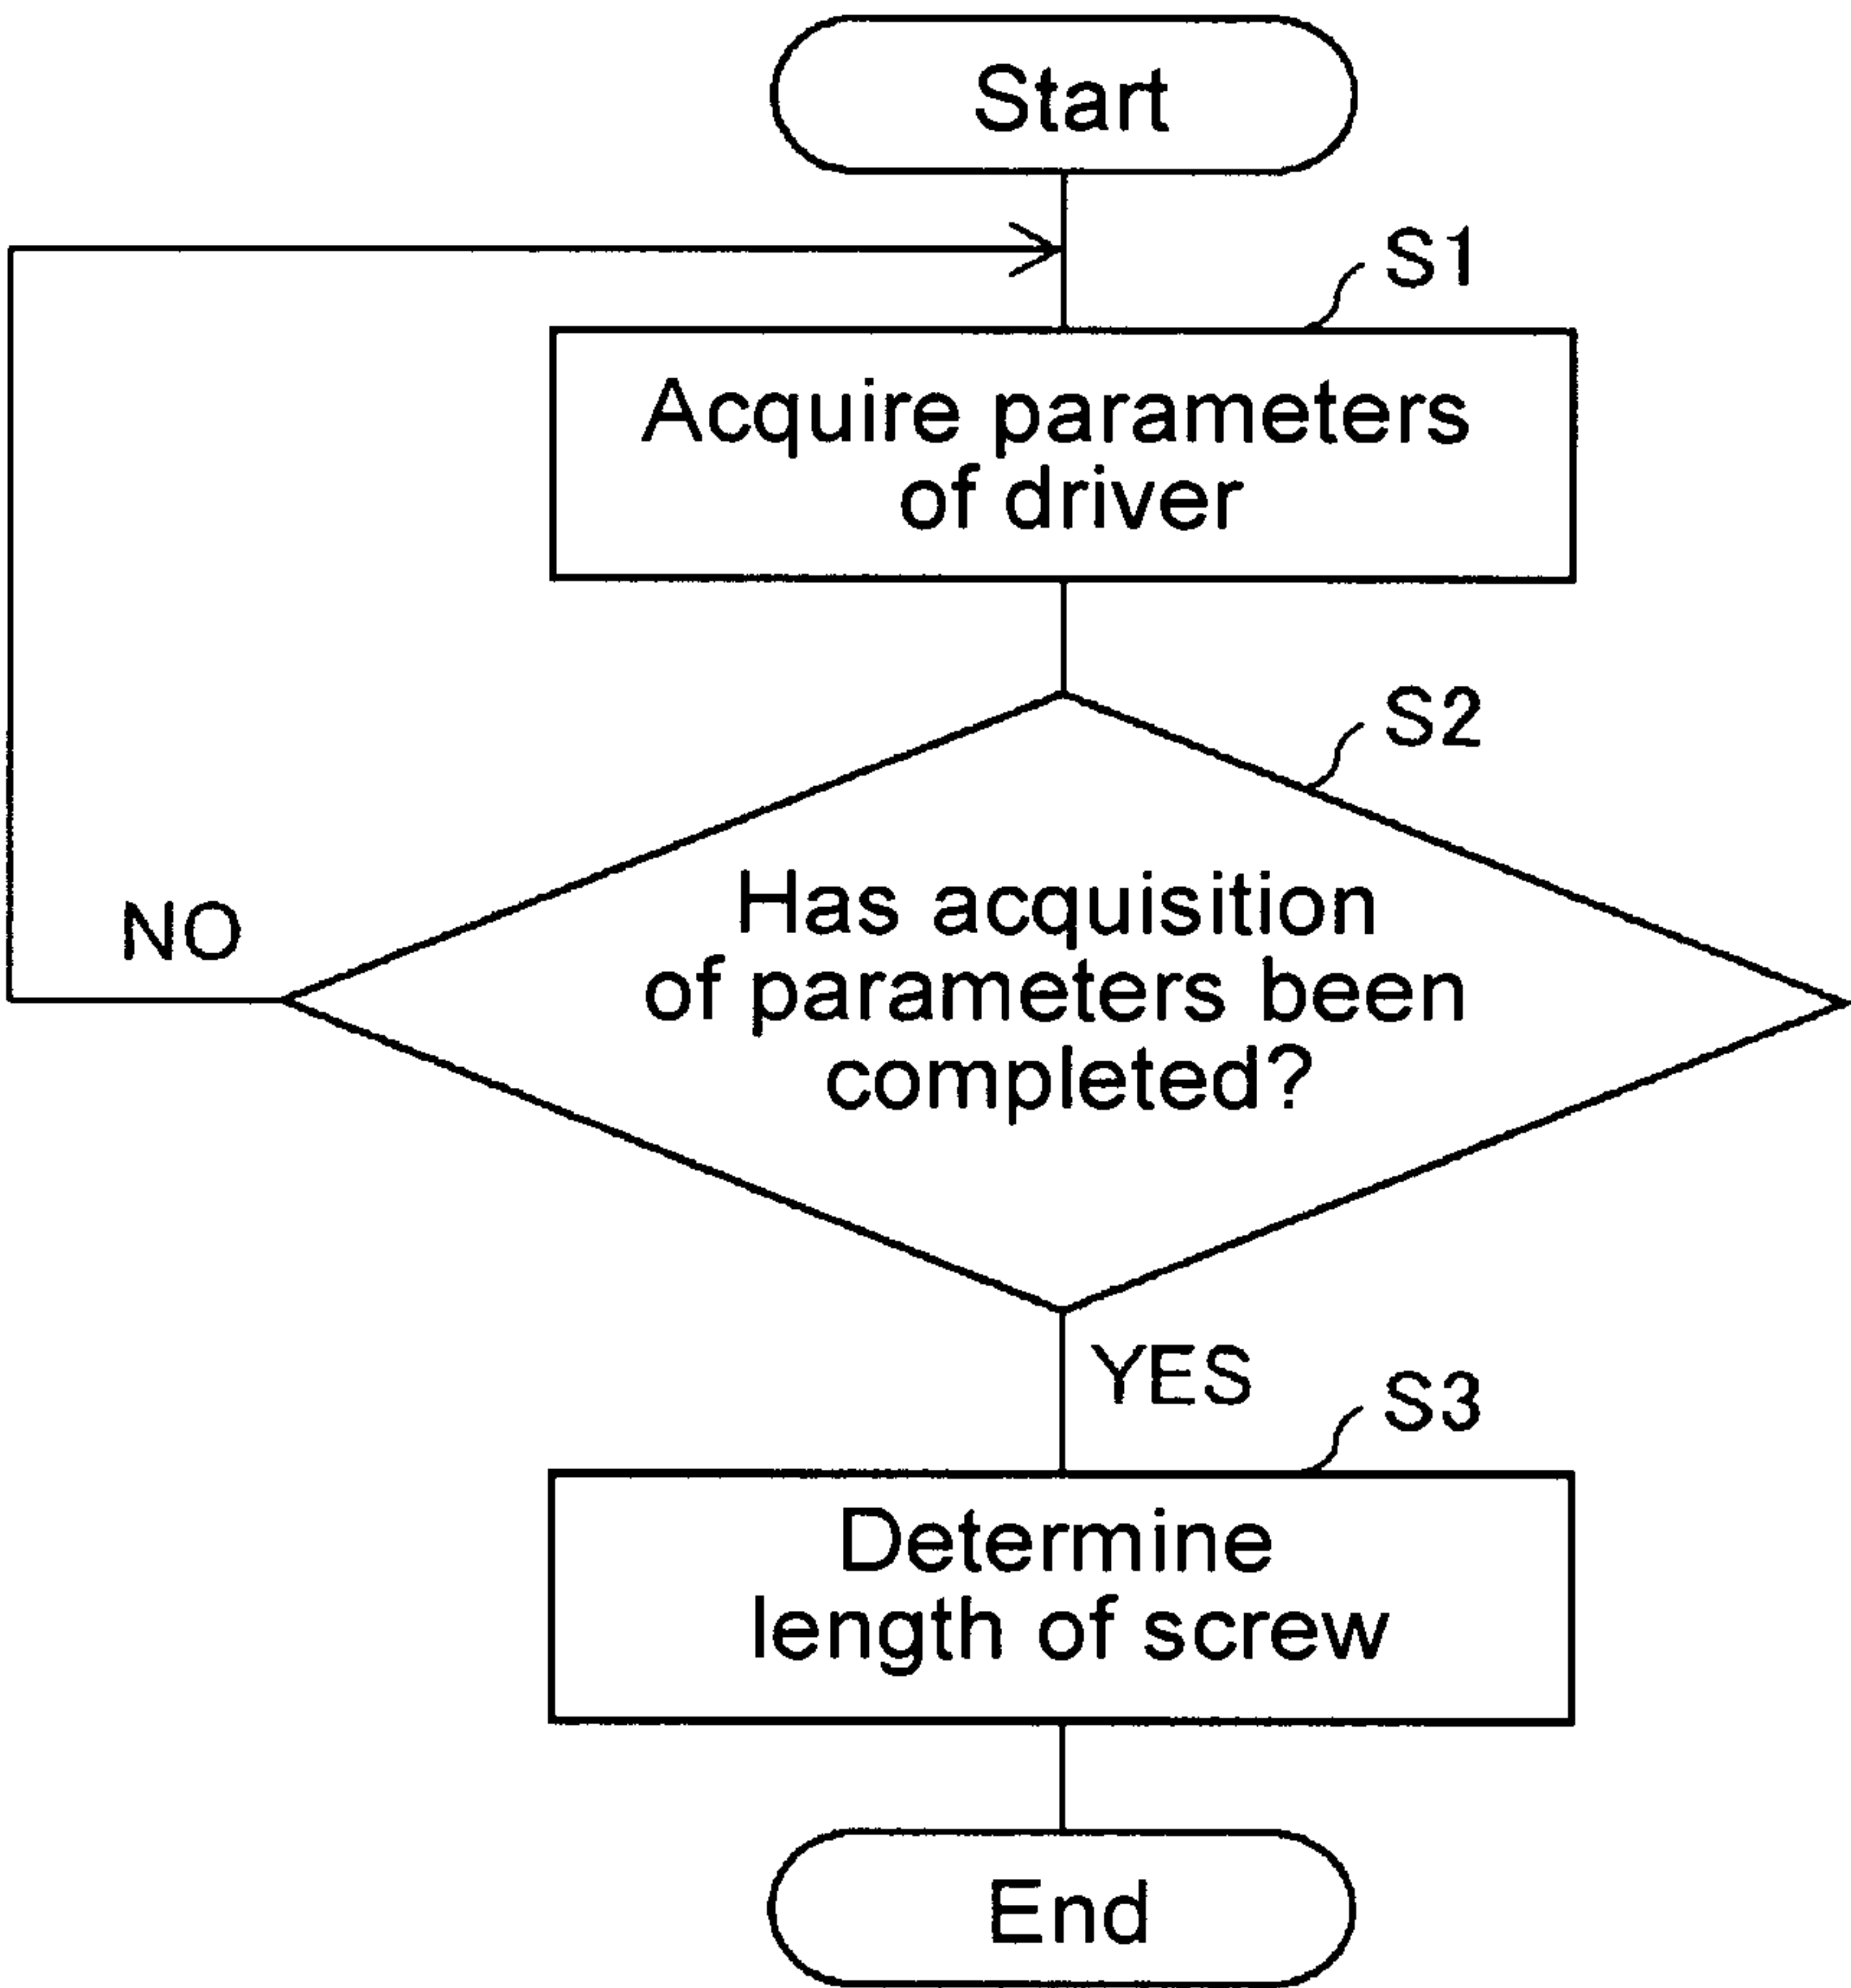 Start
S1
Acquire parameters
of driver
S2
Has acquisition
of parameters been
completed?
NO
YES
S3
Determine
length of screw
End